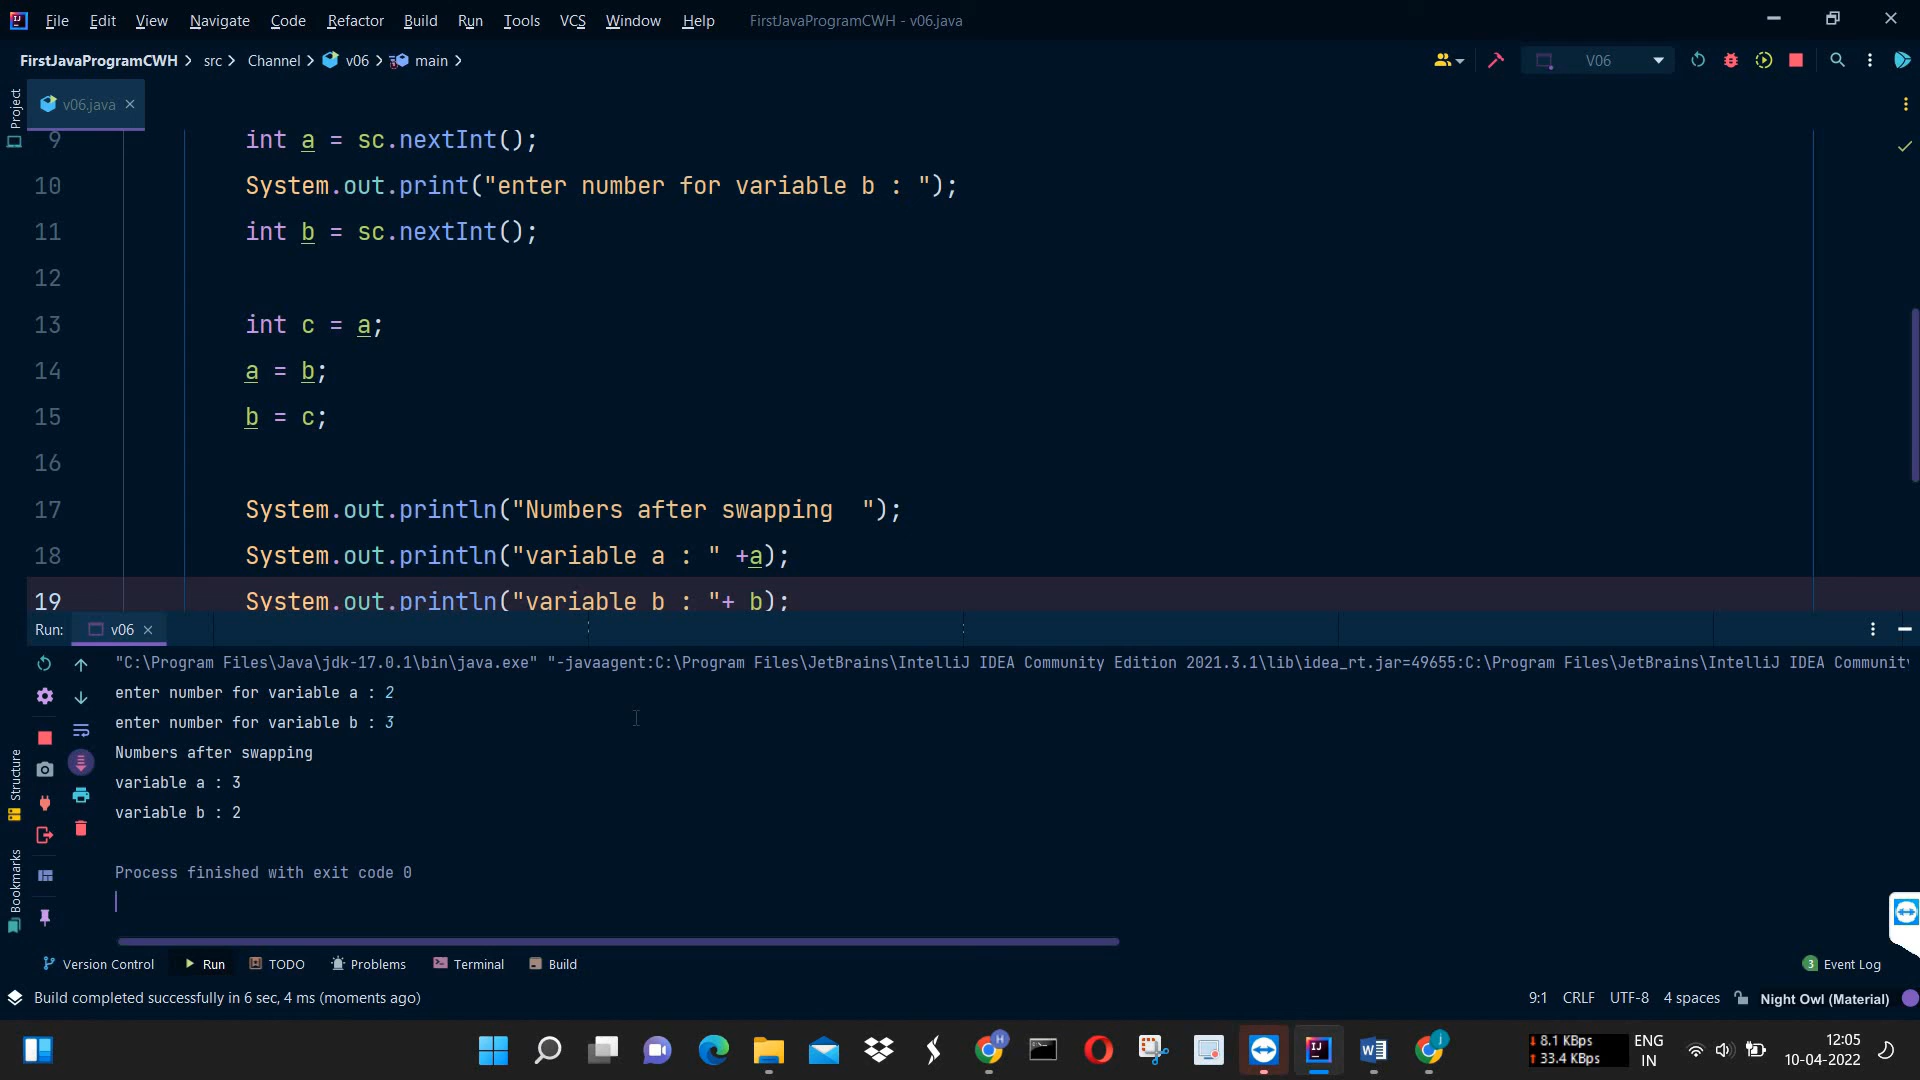 File Edit View Navigate Code Refactor Build Run Tools VCS Window Help FirstJavaProgramCWH - v06.java
FirstJavaProgramCWH src Channel v06 main V06
Project v06.java
9 int a = sc.nextInt();
10 System.out.print("enter number for variable b : ");
11 int b = sc.nextInt();
12
13 int c = a;
14 a = b;
15 b = c;
16
17 System.out.println("Numbers after swapping  ");
18 System.out.println("variable a : " +a);
19 System.out.println("variable b : "+ b);
Run: v06
"C:\Program Files\Java\jdk-17.0.1\bin\java.exe" "-javaagent:C:\Program Files\JetBrains\IntelliJ IDEA Community Edition 2021.3.1\lib\idea_rt.jar=49655:C:\Program Files\JetBrains\IntelliJ IDEA Community
enter number for variable a : 2
enter number for variable b : 3
Numbers after swapping
variable a : 3
variable b : 2
Process finished with exit code 0
Structure
Bookmarks
Version Control Run TODO Problems Terminal Build 3 Event Log
Build completed successfully in 6 sec, 4 ms (moments ago) 9:1 CRLF UTF-8 4 spaces Night Owl (Material)
H j
8.1 KBps ENG 12:05
33.4 KBps IN 10-04-2022